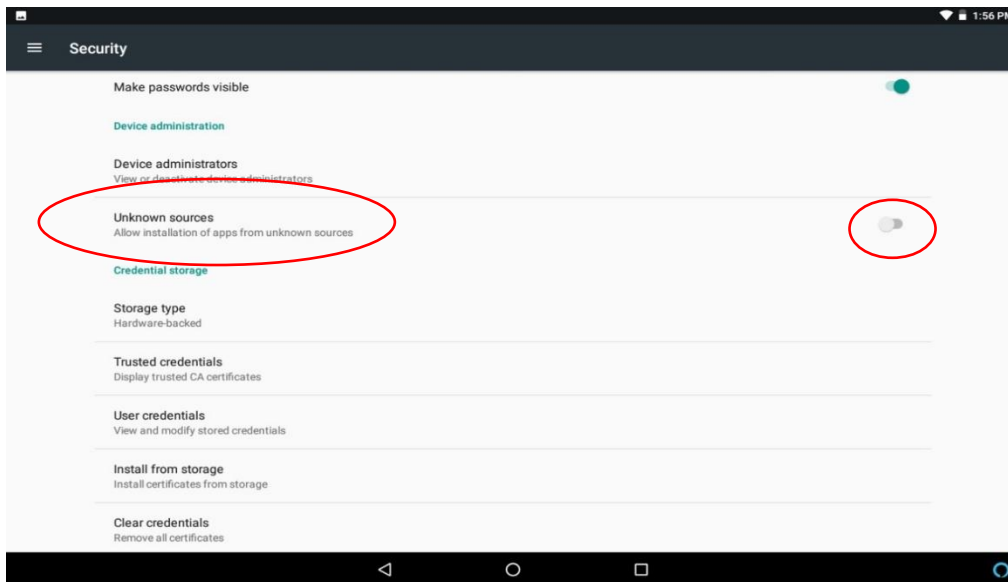 1:56 PM
Security
Make passwords visible
Device administration
Device administrators
View or deactivate device administrators
Unknown sources
Allow installation of apps from unknown sources
Credential storage
Storage type
Hardware-backed
Trusted credentials
Display trusted CA certificates
User credentials
View and modify stored credentials
Install from storage
Install certificates from storage
Clear credentials
Remove all certificates